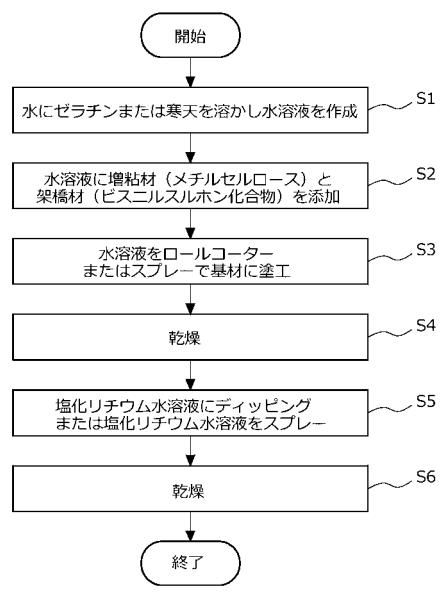 開始
水にゼラチンまたは寒天を溶かし水溶液を作成
S1
水溶液に増粘材（メチルセルロース）と
架橋材（ビスニルスルホン化合物）を添加
S2
水溶液をロールコーター
またはスプレーで基材に塗工
S3
乾燥
S4
塩化リチウム水溶液にディッピング
または塩化リチウム水溶液をスプレー
S5
乾燥
S6
終了